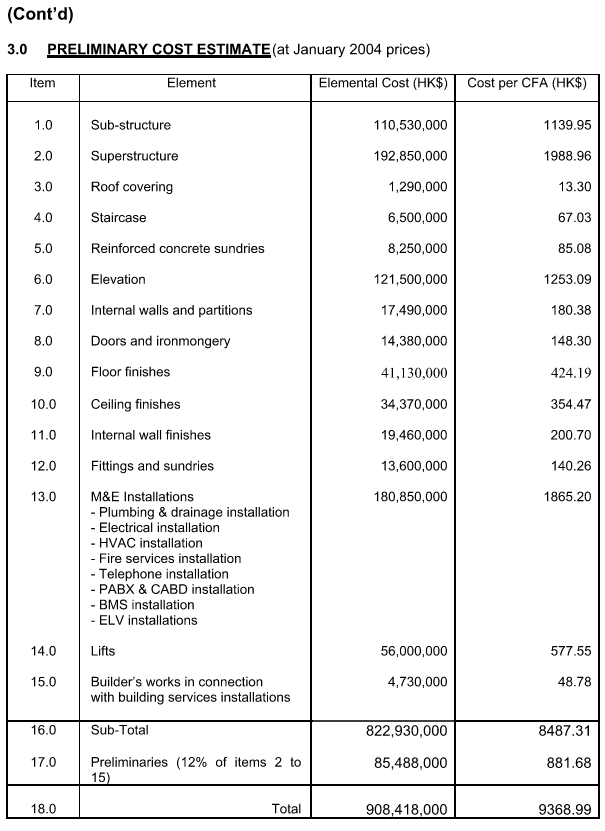 (Cont’d)
3.0 PRELIMINARY COST ESTIMATE (at January 2004 prices)
Item Element Elemental Cost (HK$) Cost per CFA (HK$)
1.0 Sub-structure 110,530,000 1139.95
2.0 Superstructure 192,850,000 1988.96
3.0 Roof covering 1,290,000 13.30
4.0 Staircase 6,500,000 67.03
5.0 Reinforced concrete sundries 8,250,000 85.08
6.0 Elevation 121,500,000 1253.09
7.0 Internal walls and partitions 17,490,000 180.38
8.0 Doors and ironmongery 14,380,000 148.30
9.0 Floor finishes 41,130,000 424.19
10.0 Ceiling finishes 34,370,000 354.47
11.0 Internal wall finishes 19,460,000 200.70
12.0 Fittings and sundries 13,600,000 140.26
13.0 M&E Installations 180,850,000 1865.20
- Plumbing & drainage installation
- Electrical installation
- HVAC installation
- Fire services installation
- Telephone installation
- PABX & CABD installation
- BMS installation
- ELV installations
14.0 Lifts 56,000,000 577.55
15.0 Builder’s works in connection 4,730,000 48.78
with building services installations
16.0 Sub-Total 822,930,000 8487.31
17.0 Preliminaries (12% of items 2 to 85,488,000 881.68
15)
18.0 Total 908,418,000 9368.99